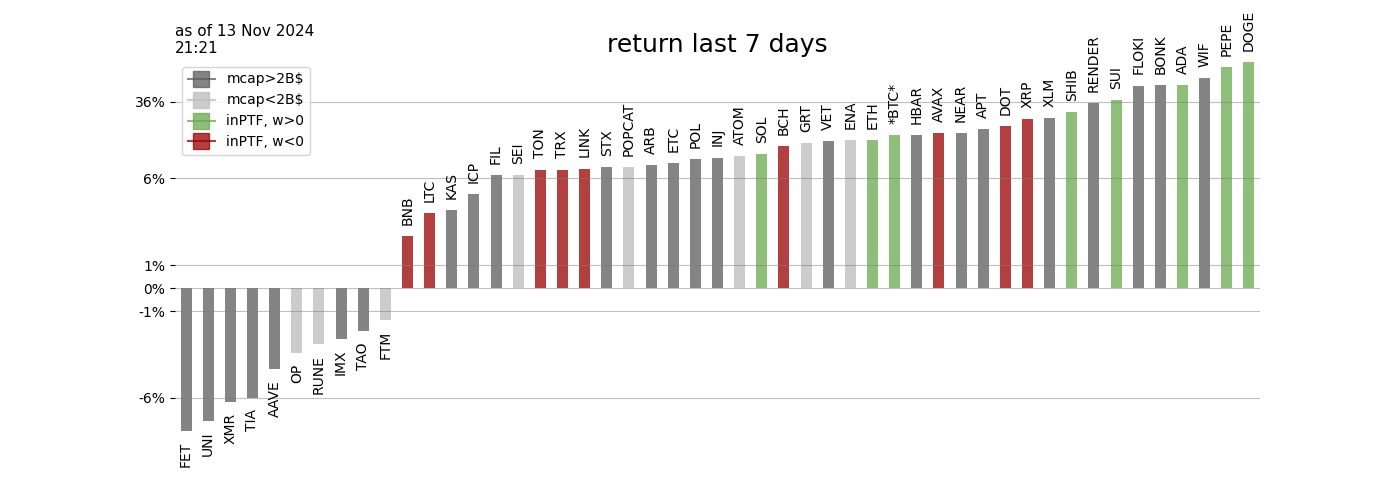 as of 13 Nov 2024
21:21
return last 7 days
mcap>2B$
mcap<2B$
inPTF, w>0
inPTF, w<0
36%
6%
1%
0%
-1%
-6%
FET
UNI
XMR
TIA
AAVE
OP
RUNE
IMX
TAO
FTM
BNB
LTC
KAS
ICP
FIL
SEI
TON
TRX
LINK
STX
POPCAT
ARB
ETC
POL
INJ
ATOM
SOL
BCH
GRT
VET
ENA
ETH
*BTC*
HBAR
AVAX
NEAR
APT
DOT
XRP
XLM
SHIB
RENDER
SUI
FLOKI
BONK
ADA
WIF
PEPE
DOGE